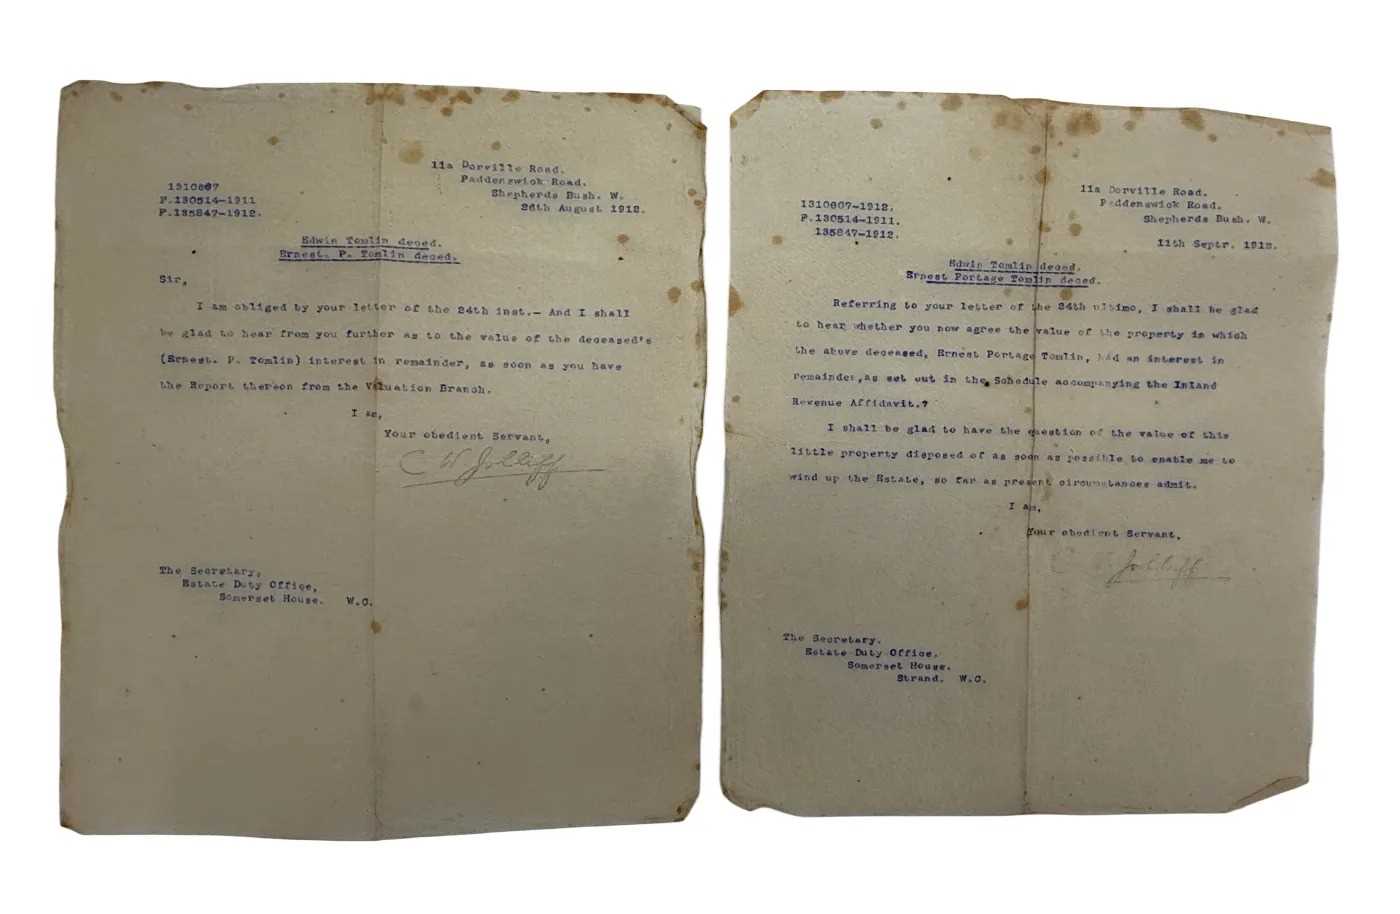 11a Dorville Road.
Paddenswick Road.
Shepherds Bush. W.
26th August 1912.
1310807
F.130514-1911
F.135847-1912.
Edwin Tomlin deced.
Ernest. P. Tomlin deced.
Sir,
I am obliged by your letter of the 24th inst.- And I shall
be glad to hear from you further as to the value of the deceased's
(Ernest. P. Tomlin) interest in remainder, as soon as you have
the Report thereon from the Valuation Branch.
I am,
Your obedient Servant,
C W Jolliff
The Secretary,
Estate Duty Office,
Somerset House. W.C.
11a Dorville Road.
Paddenswick Road.
Shepherds Bush. W.
11th Septr. 1912.
1310807-1912.
F.130514-1911.
135847-1912.
Edwin Tomlin deced.
Ernest Portage Tomlin deced.
Referring to your letter of the 24th ultimo, I shall be glad
to hear whether you now agree the value of the property in which
the above deceased, Ernest Portage Tomlin, had an interest in
remainder,as set out in the Schedule accompanying the Inland
Revenue Affidavit.?
I shall be glad to have the question of the value of this
little property disposed of as soon as possible to enable me to
wind up the Estate, so far as present circumstances admit.
I am,
Your obedient Servant,
C W Jolliff
The Secretary.
Estate Duty Office.
Somerset House.
Strand. W.C.